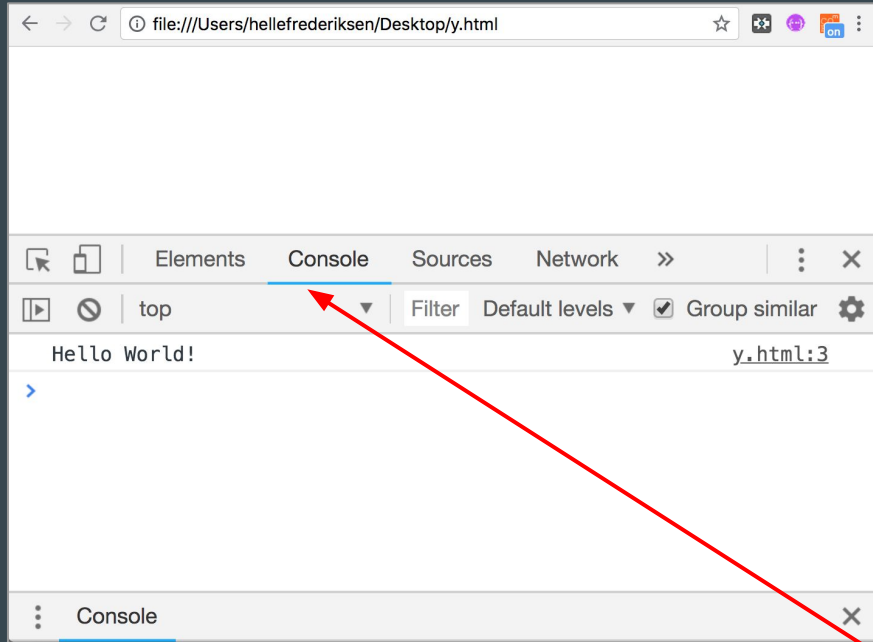 file:///Users/hellefrederiksen/Desktop/y.html
on
Elements Console Sources Network
top Filter Default levels Group similar
Hello World! y.html:3
Console